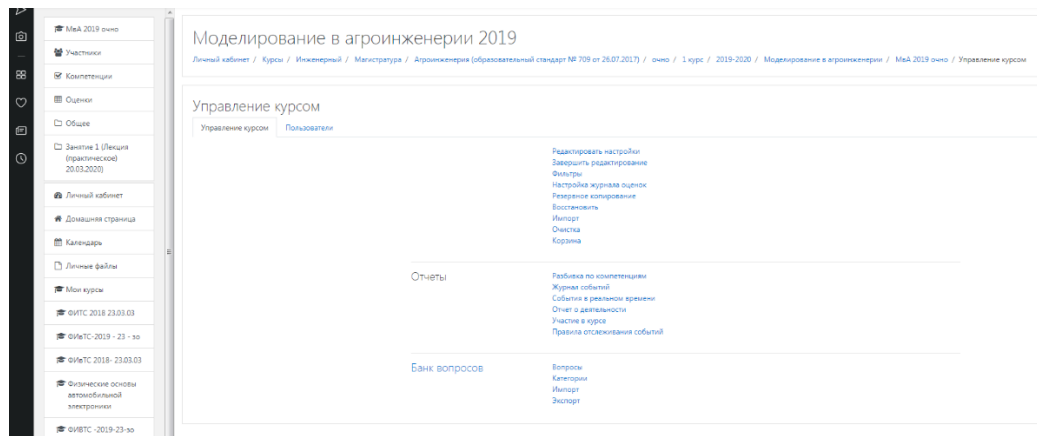 МвА 2019 очно
Участники
Компетенции
Оценки
Общее
Занятие 1 (Лекция
(практическое)
20.03.2020)
Личный кабинет
Домашняя страница
Календарь
Личные файлы
Мои курсы
ФИТС 2018 23.03.03
ФИвТС-2019 - 23 - зо
ФИвТС 2018- 23.03.03
Физические основы
автомобильной
электроники
ФИВТС -2019-23-зо
Моделирование в агроинженерии 2019
Личный кабинет / Курсы / Инженерный / Магистратура / Агроинженерия (образовательный стандарт № 709 от 26.07.2017) / очно / 1 курс / 2019-2020 / Моделирование в агроинженерии / МвА 2019 очно / Управление курсом
Управление курсом
Управление курсом Пользователи
Редактировать настройки
Завершить редактирование
Фильтры
Настройка журнала оценок
Резервное копирование
Восстановить
Импорт
Очистка
Корзина
Отчеты
Разбивка по компетенциям
Журнал событий
События в реальном времени
Отчет о деятельности
Участие в курсе
Правила отслеживания событий
Банк вопросов
Вопросы
Категории
Импорт
Экспорт